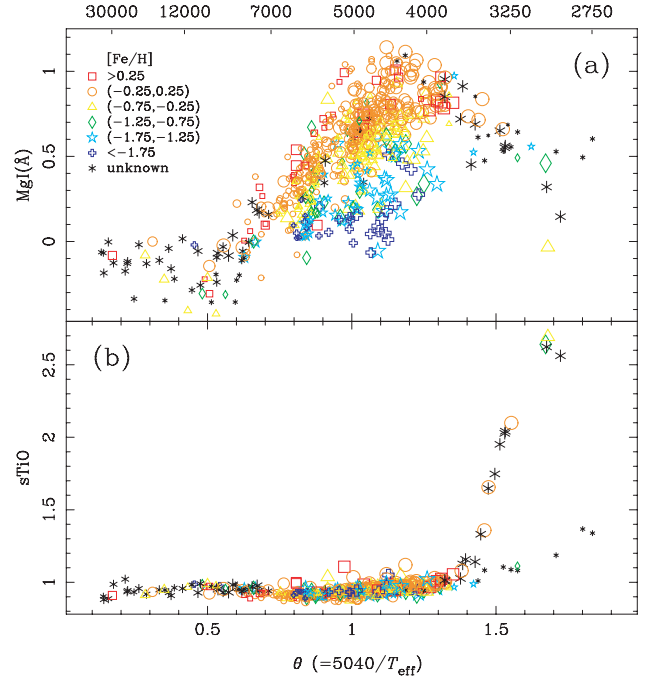 30000 12000 7000 5000 4000 3250 2750
[Fe/H]
>0.25
(−0.25,0.25)
(−0.75,−0.25)
(−1.25,−0.75)
(−1.75,−1.25)
<−1.75
unknown
(a)
MgI(Å)
1
0.5
0
(b)
sTiO
2.5
2
1.5
1
0.5 1 1.5
θ (=5040/T_eff)